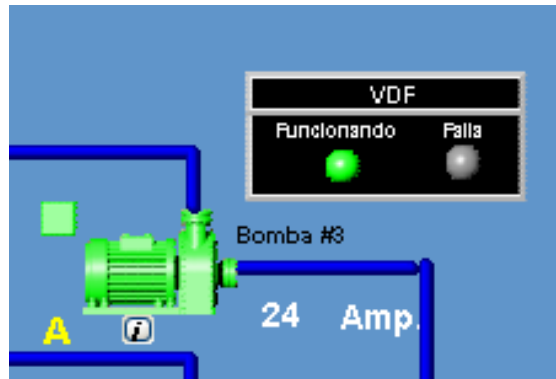 VDF
Funcionando Falla
Bomba #3
24 Amp.
A
i